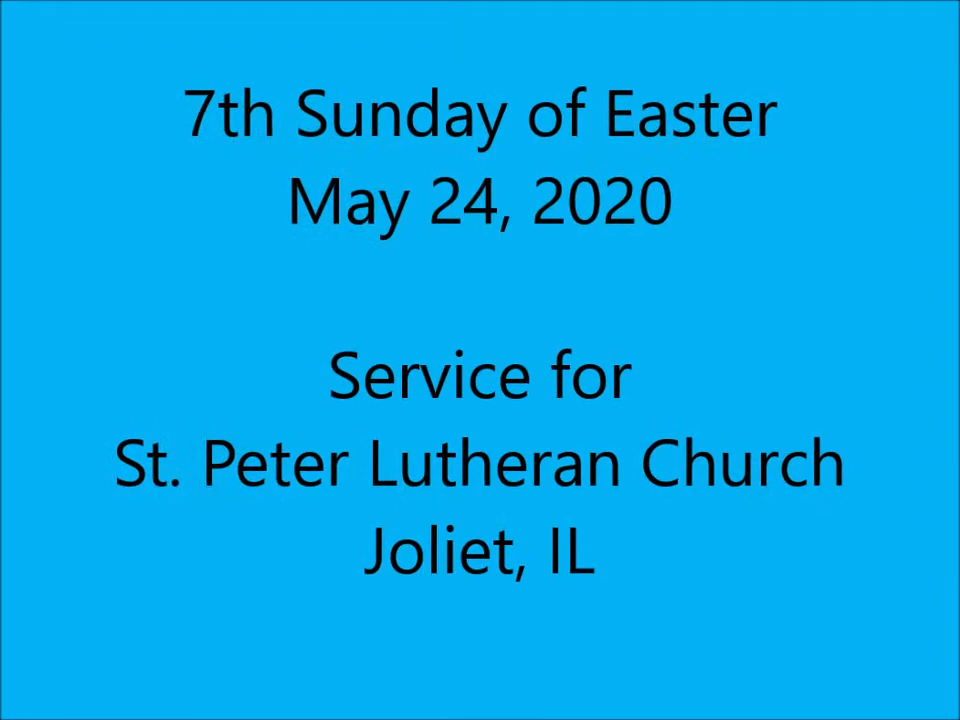 7th Sunday of Easter
May 24, 2020
Service for
St. Peter Lutheran Church
Joliet, IL